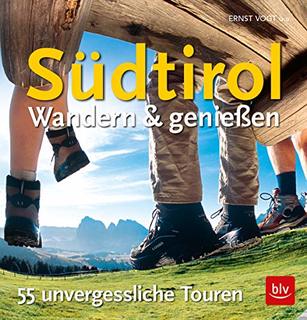 ERNST VOGT u.a.
Südtirol
Wandern & genießen
55 unvergessliche Touren
blv